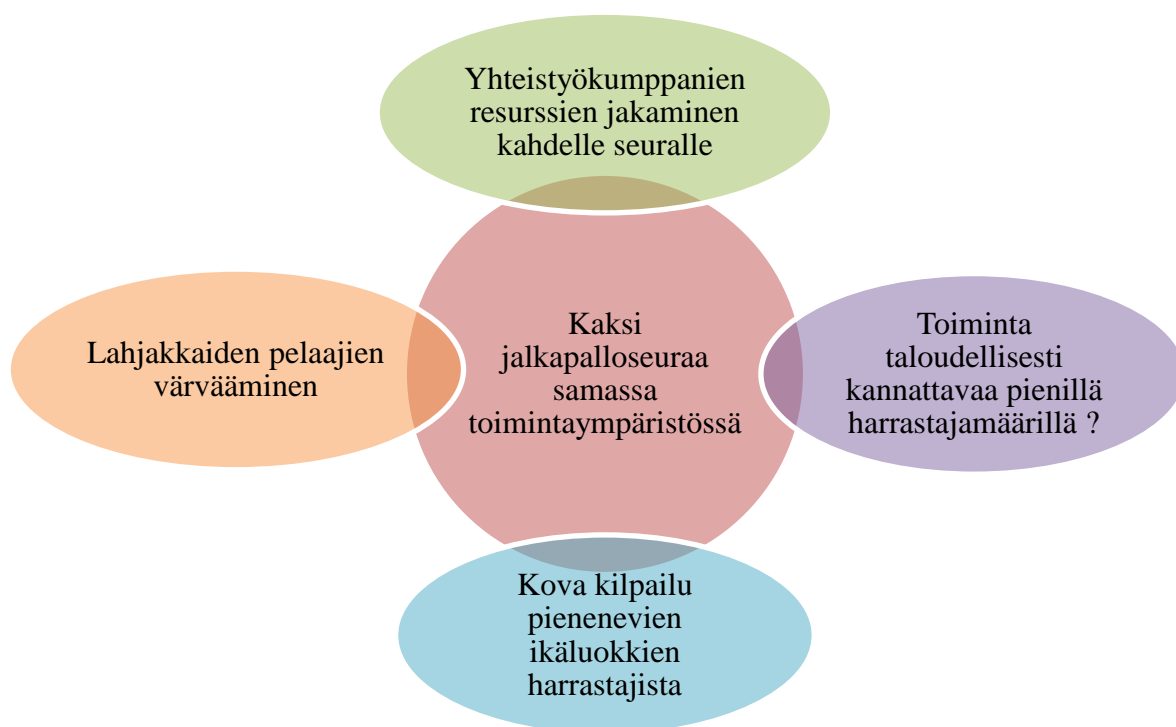 Yhteistyökumppanien
resurssien jakaminen
kahdelle seuralle
Lahjakkaiden pelaajien
värvääminen
Kaksi
jalkapalloseuraa
samassa
toimintaympäristössä
Toiminta
taloudellisesti
kannattavaa pienillä
harrastajamäärillä ?
Kova kilpailu
pienenevien
ikäluokkien
harrastajista